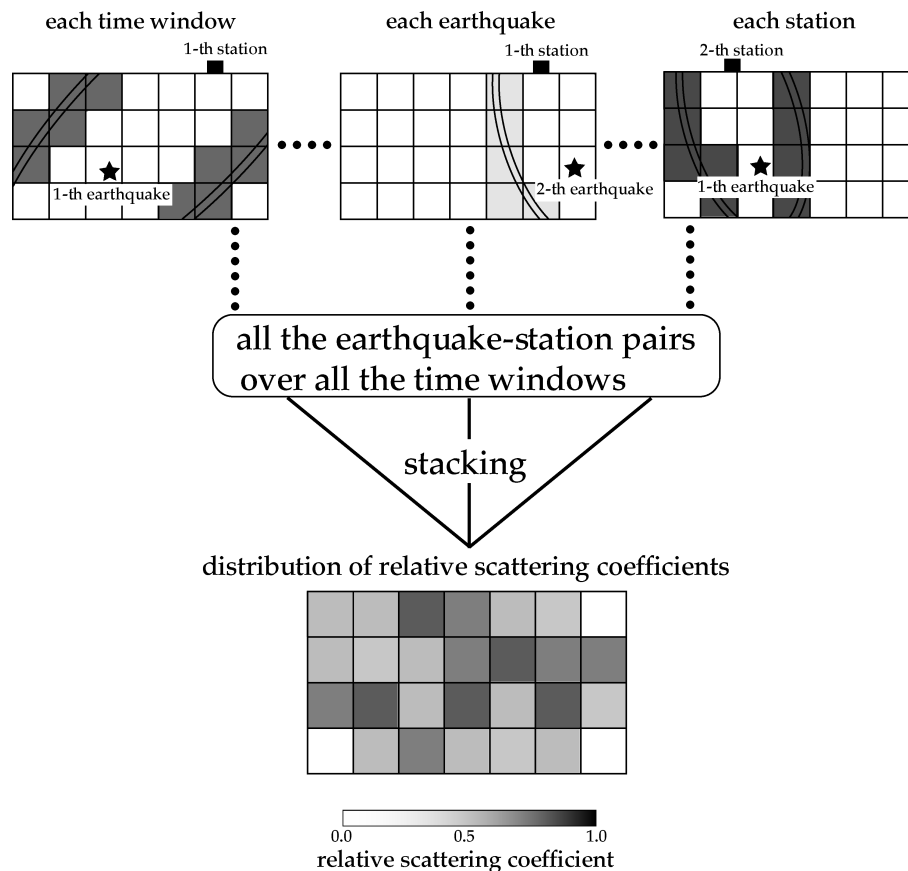 each time window
each earthquake
each station
1-th station
1-th station
2-th station
1-th earthquake
2-th earthquake
1-th earthquake
all the earthquake-station pairs
over all the time windows
stacking
distribution of relative scattering coefficients
0.0
0.5
1.0
relative scattering coefficient